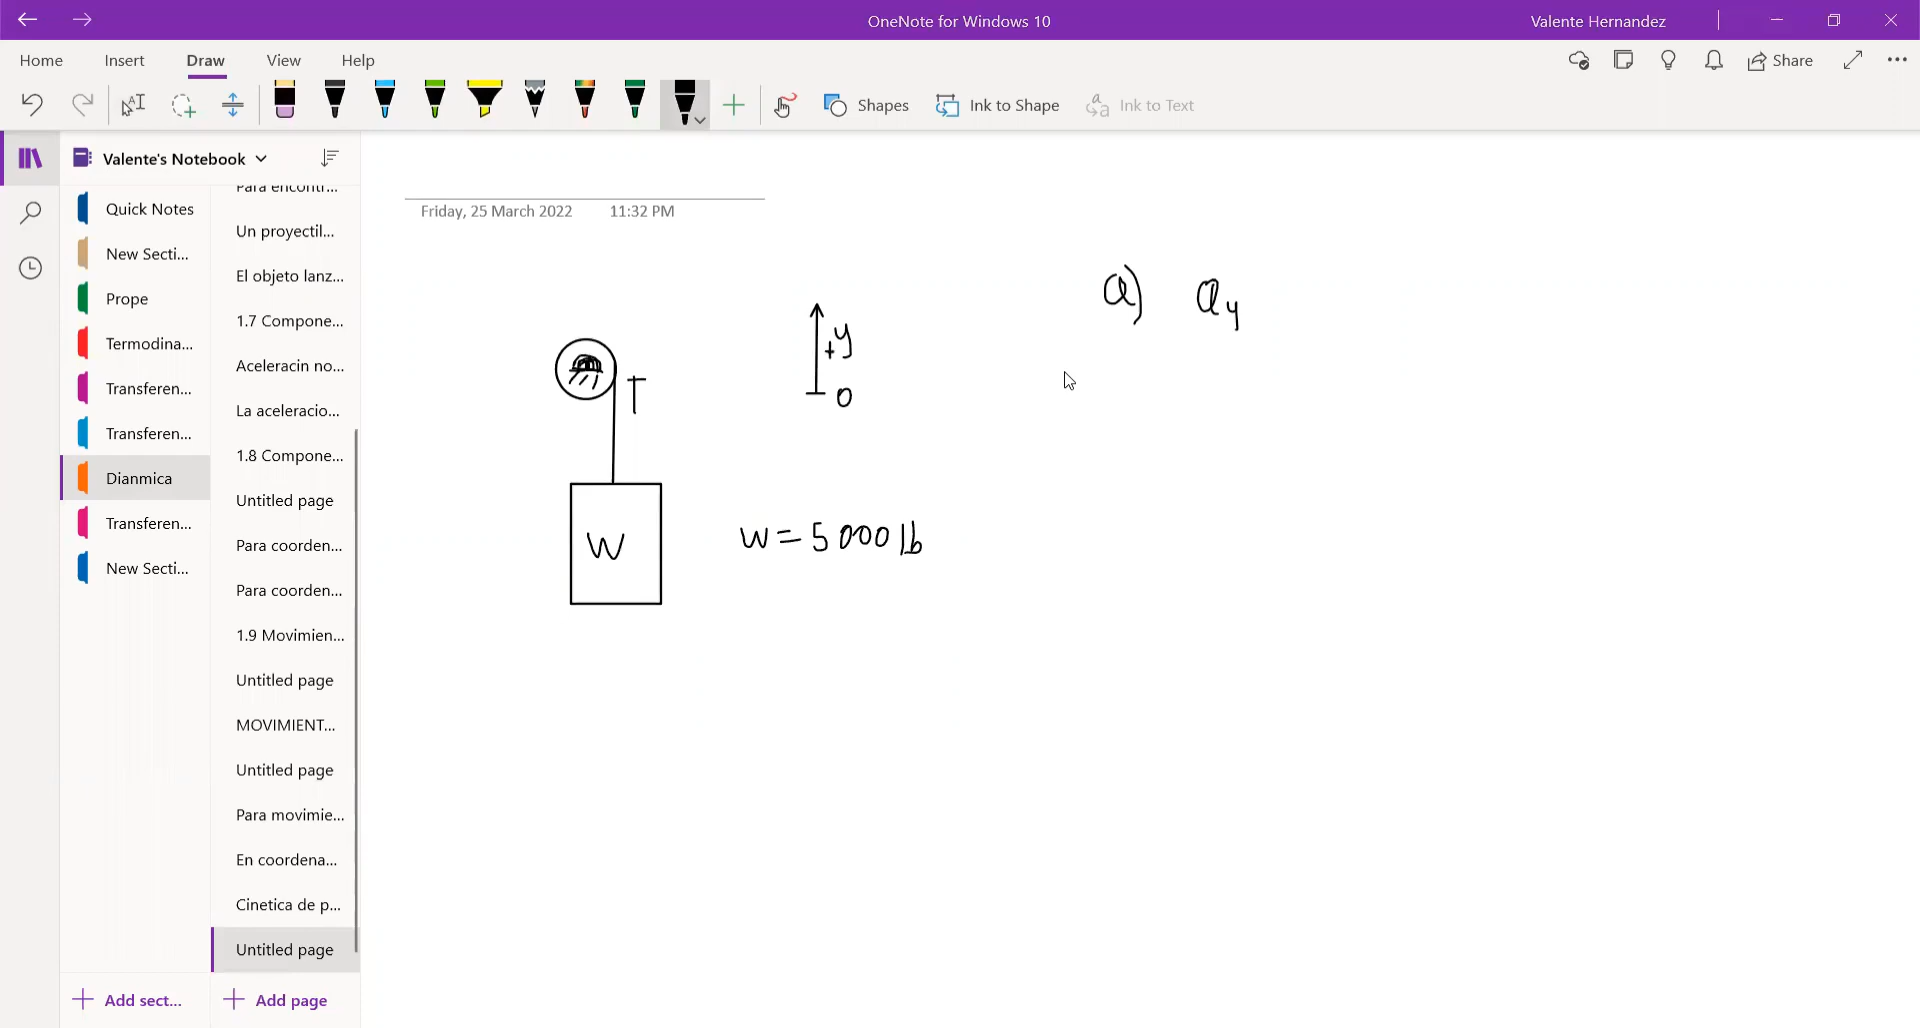 OneNote for Windows 10
Valente Hernandez
Home Insert Draw View Help
Share
Shapes Ink to Shape Ink to Text
Valente's Notebook
Quick Notes
New Secti...
Prope
Termodina...
Transferen...
Transferen...
Dianmica
Transferen...
New Secti...
Para encontr...
Un proyectil...
El objeto lanz...
1.7 Compone...
Aceleracin no...
La aceleracio...
1.8 Compone...
Untitled page
Para coorden...
Para coorden...
1.9 Movimien...
Untitled page
MOVIMIENT...
Untitled page
Para movimie...
En coordena...
Cinetica de p...
Untitled page
Add sect...
Add page
Friday, 25 March 2022 11:32 PM
a) ay
+y
0
T
W
W = 5000 lb